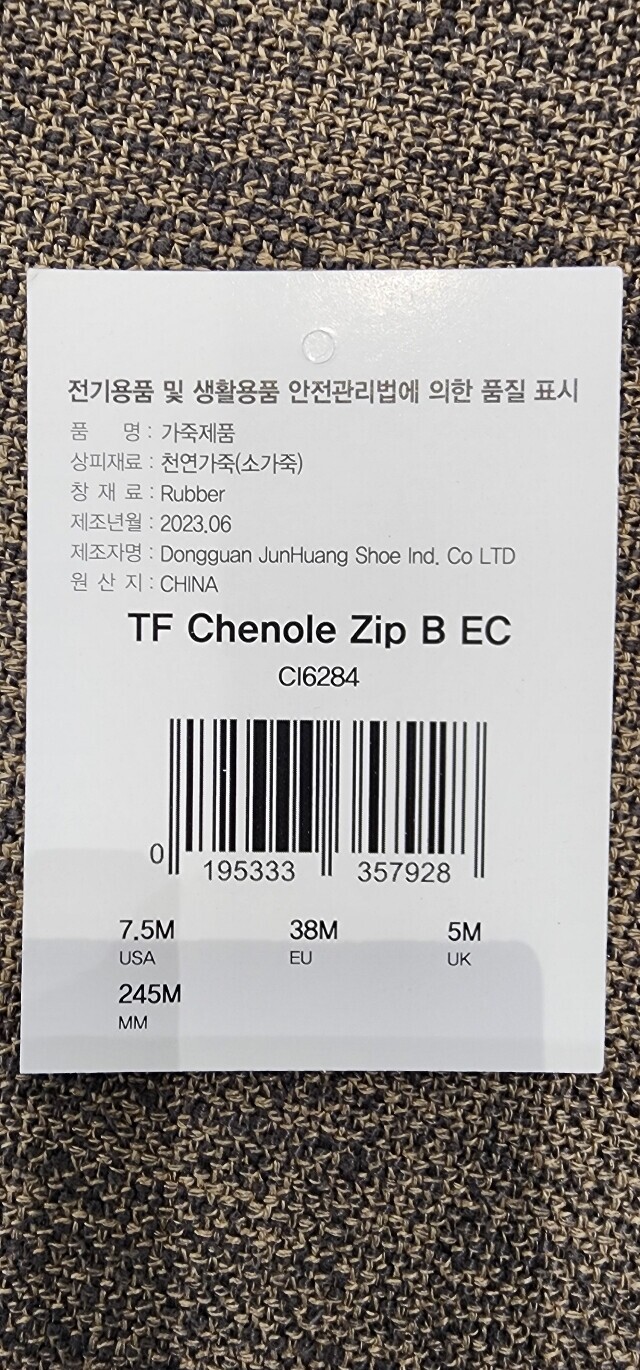 전기용품 및 생활용품 안전관리법에 의한 품질 표시
품 명 : 가죽제품
상피재료 : 천연가죽(소가죽)
창 재 료 : Rubber
제조년월 : 2023.06
제조자명 : Dongguan JunHuang Shoe Ind. Co LTD
원 산 지 : CHINA
TF Chenole Zip B EC
CI6284
0 195333 357928
7.5M 38M 5M
USA EU UK
245M
MM